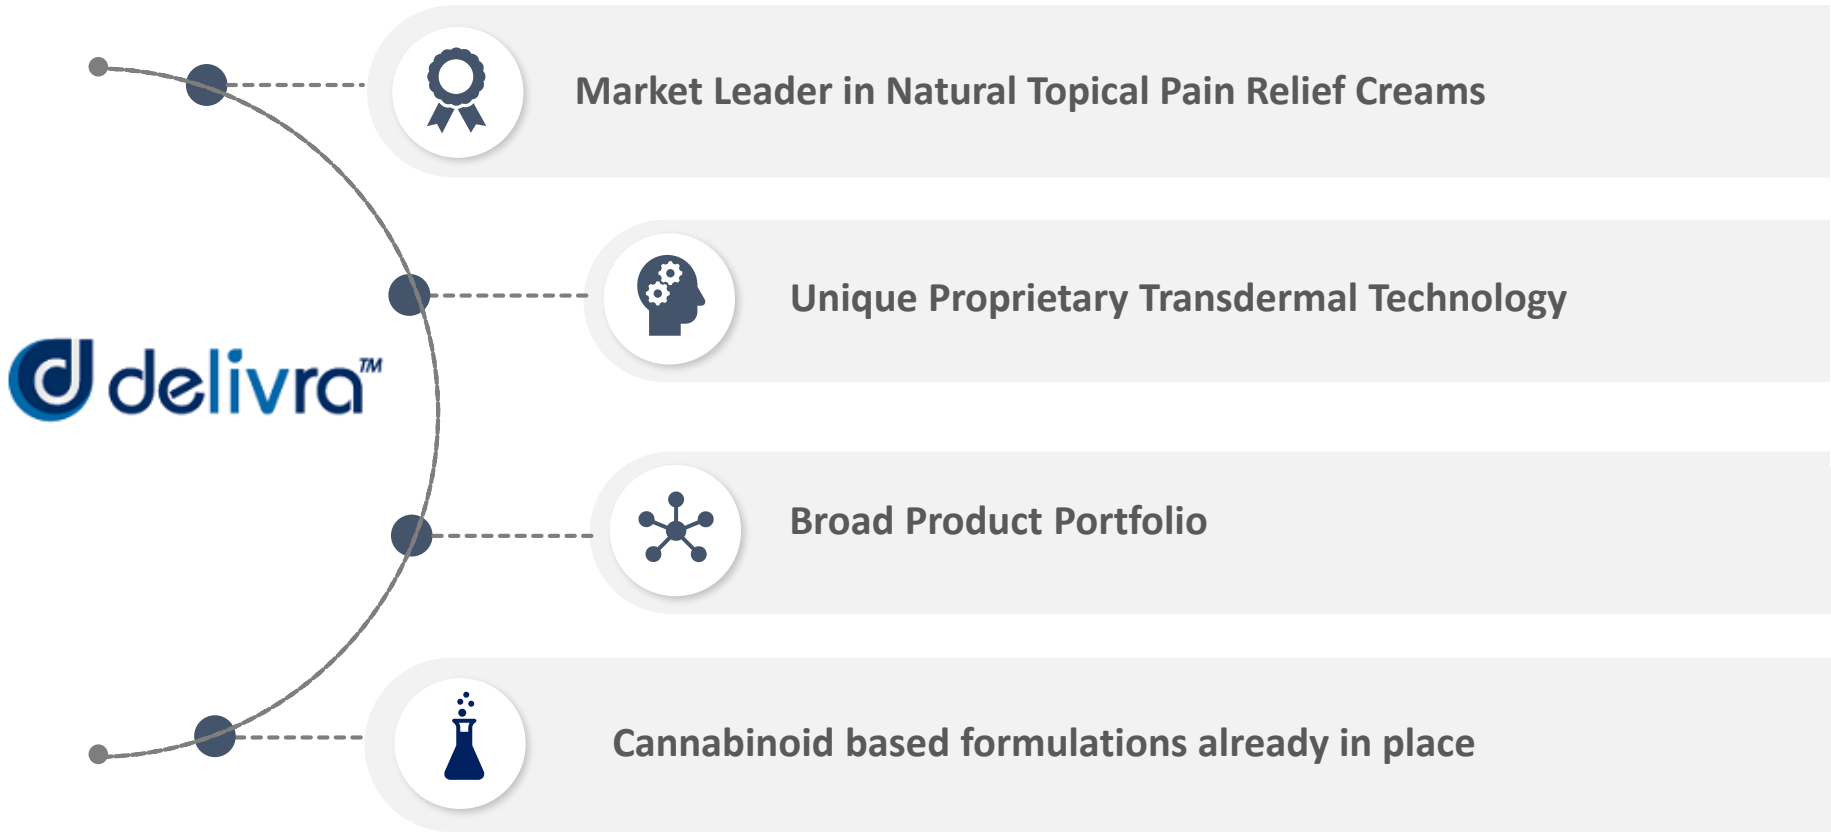 Market Leader in Natural Topical Pain Relief Creams
Unique Proprietary Transdermal Technology
delivra™
Broad Product Portfolio
Cannabinoid based formulations already in place